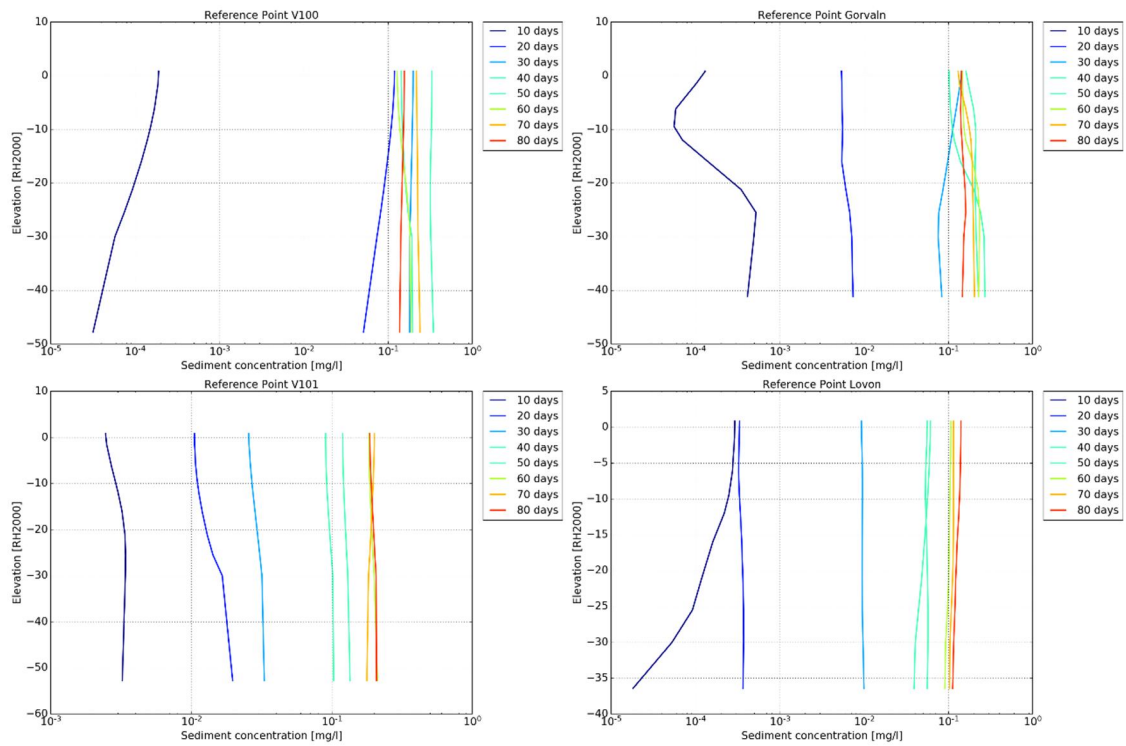 Reference Point V100
10
0
−10
−20
−30
−40
−50
Elevation [RH2000]
10⁻⁵
10⁻⁴
10⁻³
10⁻²
10⁻¹
10⁰
Sediment concentration [mg/l]
10 days
20 days
30 days
40 days
50 days
60 days
70 days
80 days
Reference Point Gorvaln
10
0
−10
−20
−30
−40
−50
Elevation [RH2000]
10⁻⁵
10⁻⁴
10⁻³
10⁻²
10⁻¹
10⁰
Sediment concentration [mg/l]
10 days
20 days
30 days
40 days
50 days
60 days
70 days
80 days
Reference Point V101
10
0
−10
−20
−30
−40
−50
−60
Elevation [RH2000]
10⁻³
10⁻²
10⁻¹
10⁰
Sediment concentration [mg/l]
10 days
20 days
30 days
40 days
50 days
60 days
70 days
80 days
Reference Point Lovon
5
0
−5
−10
−15
−20
−25
−30
−35
−40
Elevation [RH2000]
10⁻⁵
10⁻⁴
10⁻³
10⁻²
10⁻¹
10⁰
Sediment concentration [mg/l]
10 days
20 days
30 days
40 days
50 days
60 days
70 days
80 days